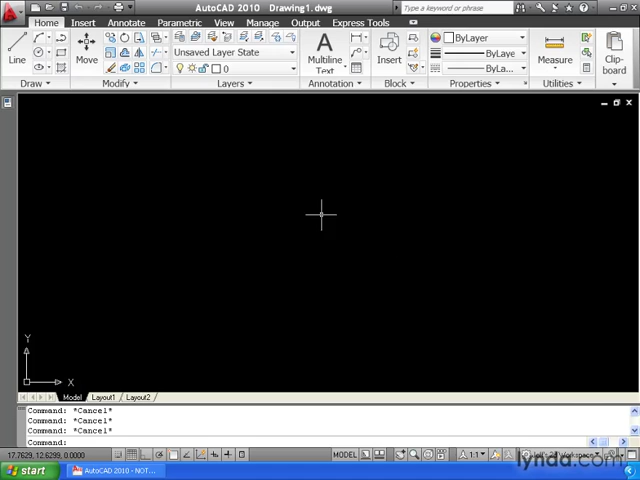 AutoCAD 2010 Drawing1.dwg
Type a keyword or phrase
Home Insert Annotate Parametric View Manage Output Express Tools
Unsaved Layer State
ByLayer
ByLaye
ByLa...
0
Line Move Multiline Text Insert Measure Clip-board
Draw Modify Layers Annotation Block Properties Utilities
Y
X
Model Layout1 Layout2
Command: *Cancel*
Command: *Cancel*
Command: *Cancel*
Command:
17.7629, 12.6299, 0.0000
MODEL
1:1
lynda.com
start
AutoCAD 2010 - NOT...